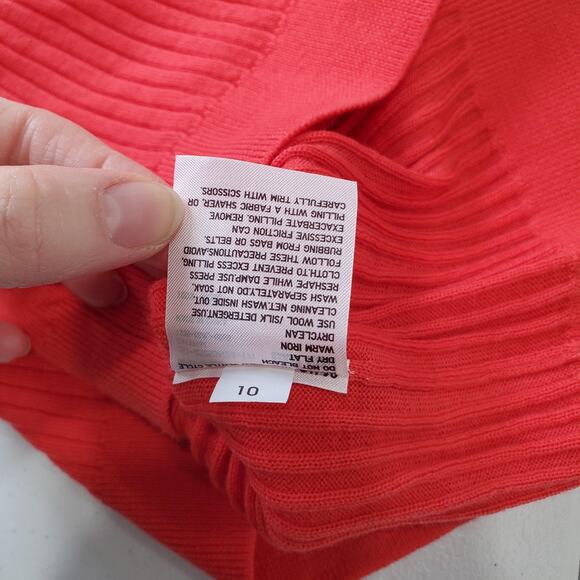 DO NOT BLEACH
DRY FLAT
WARM IRON
DRYCLEAN
USE WOOL /SILK DETERGENT.USE
CLEANING NET.WASH INSIDE OUT.
WASH SEPARATELY.DO NOT SOAK.
RESHAPE WHILE DAMP.USE PRESS
CLOTH TO PREVENT EXCESS PILLING,
FOLLOW THESE PRECAUTIONS:AVOID
RUBBING FROM BAGS OR BELTS.
EXCESSIVE FRICTION CAN
EXACERBATE PILLING. REMOVE
PILLING WITH A FABRIC SHAVER, OR
CAREFULLY TRIM WITH SCISSORS.
10